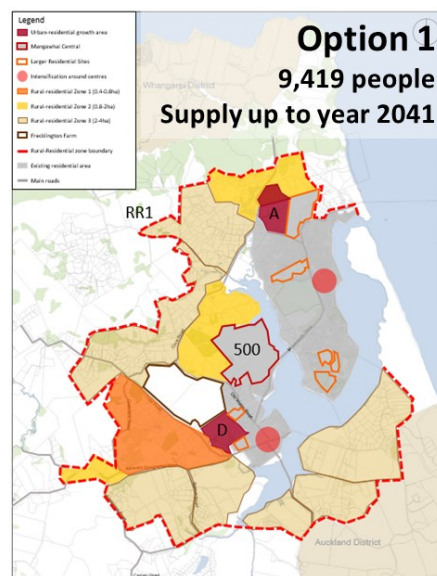 Option 1
9,419 people
Supply up to year 2041
Legend
Urban-residential growth area
Mangawhai Central
Larger Residential Sites
Intensification around centres
Rural-residential Zone 1 (0.4-0.8ha)
Rural-residential Zone 2 (0.8-2ha)
Rural-residential Zone 3 (2-4ha)
Frecklington Farm
Rural-Residential zone boundary
Existing residential area
Main roads
Whangarei District
RR1
A
500
D
Auckland District